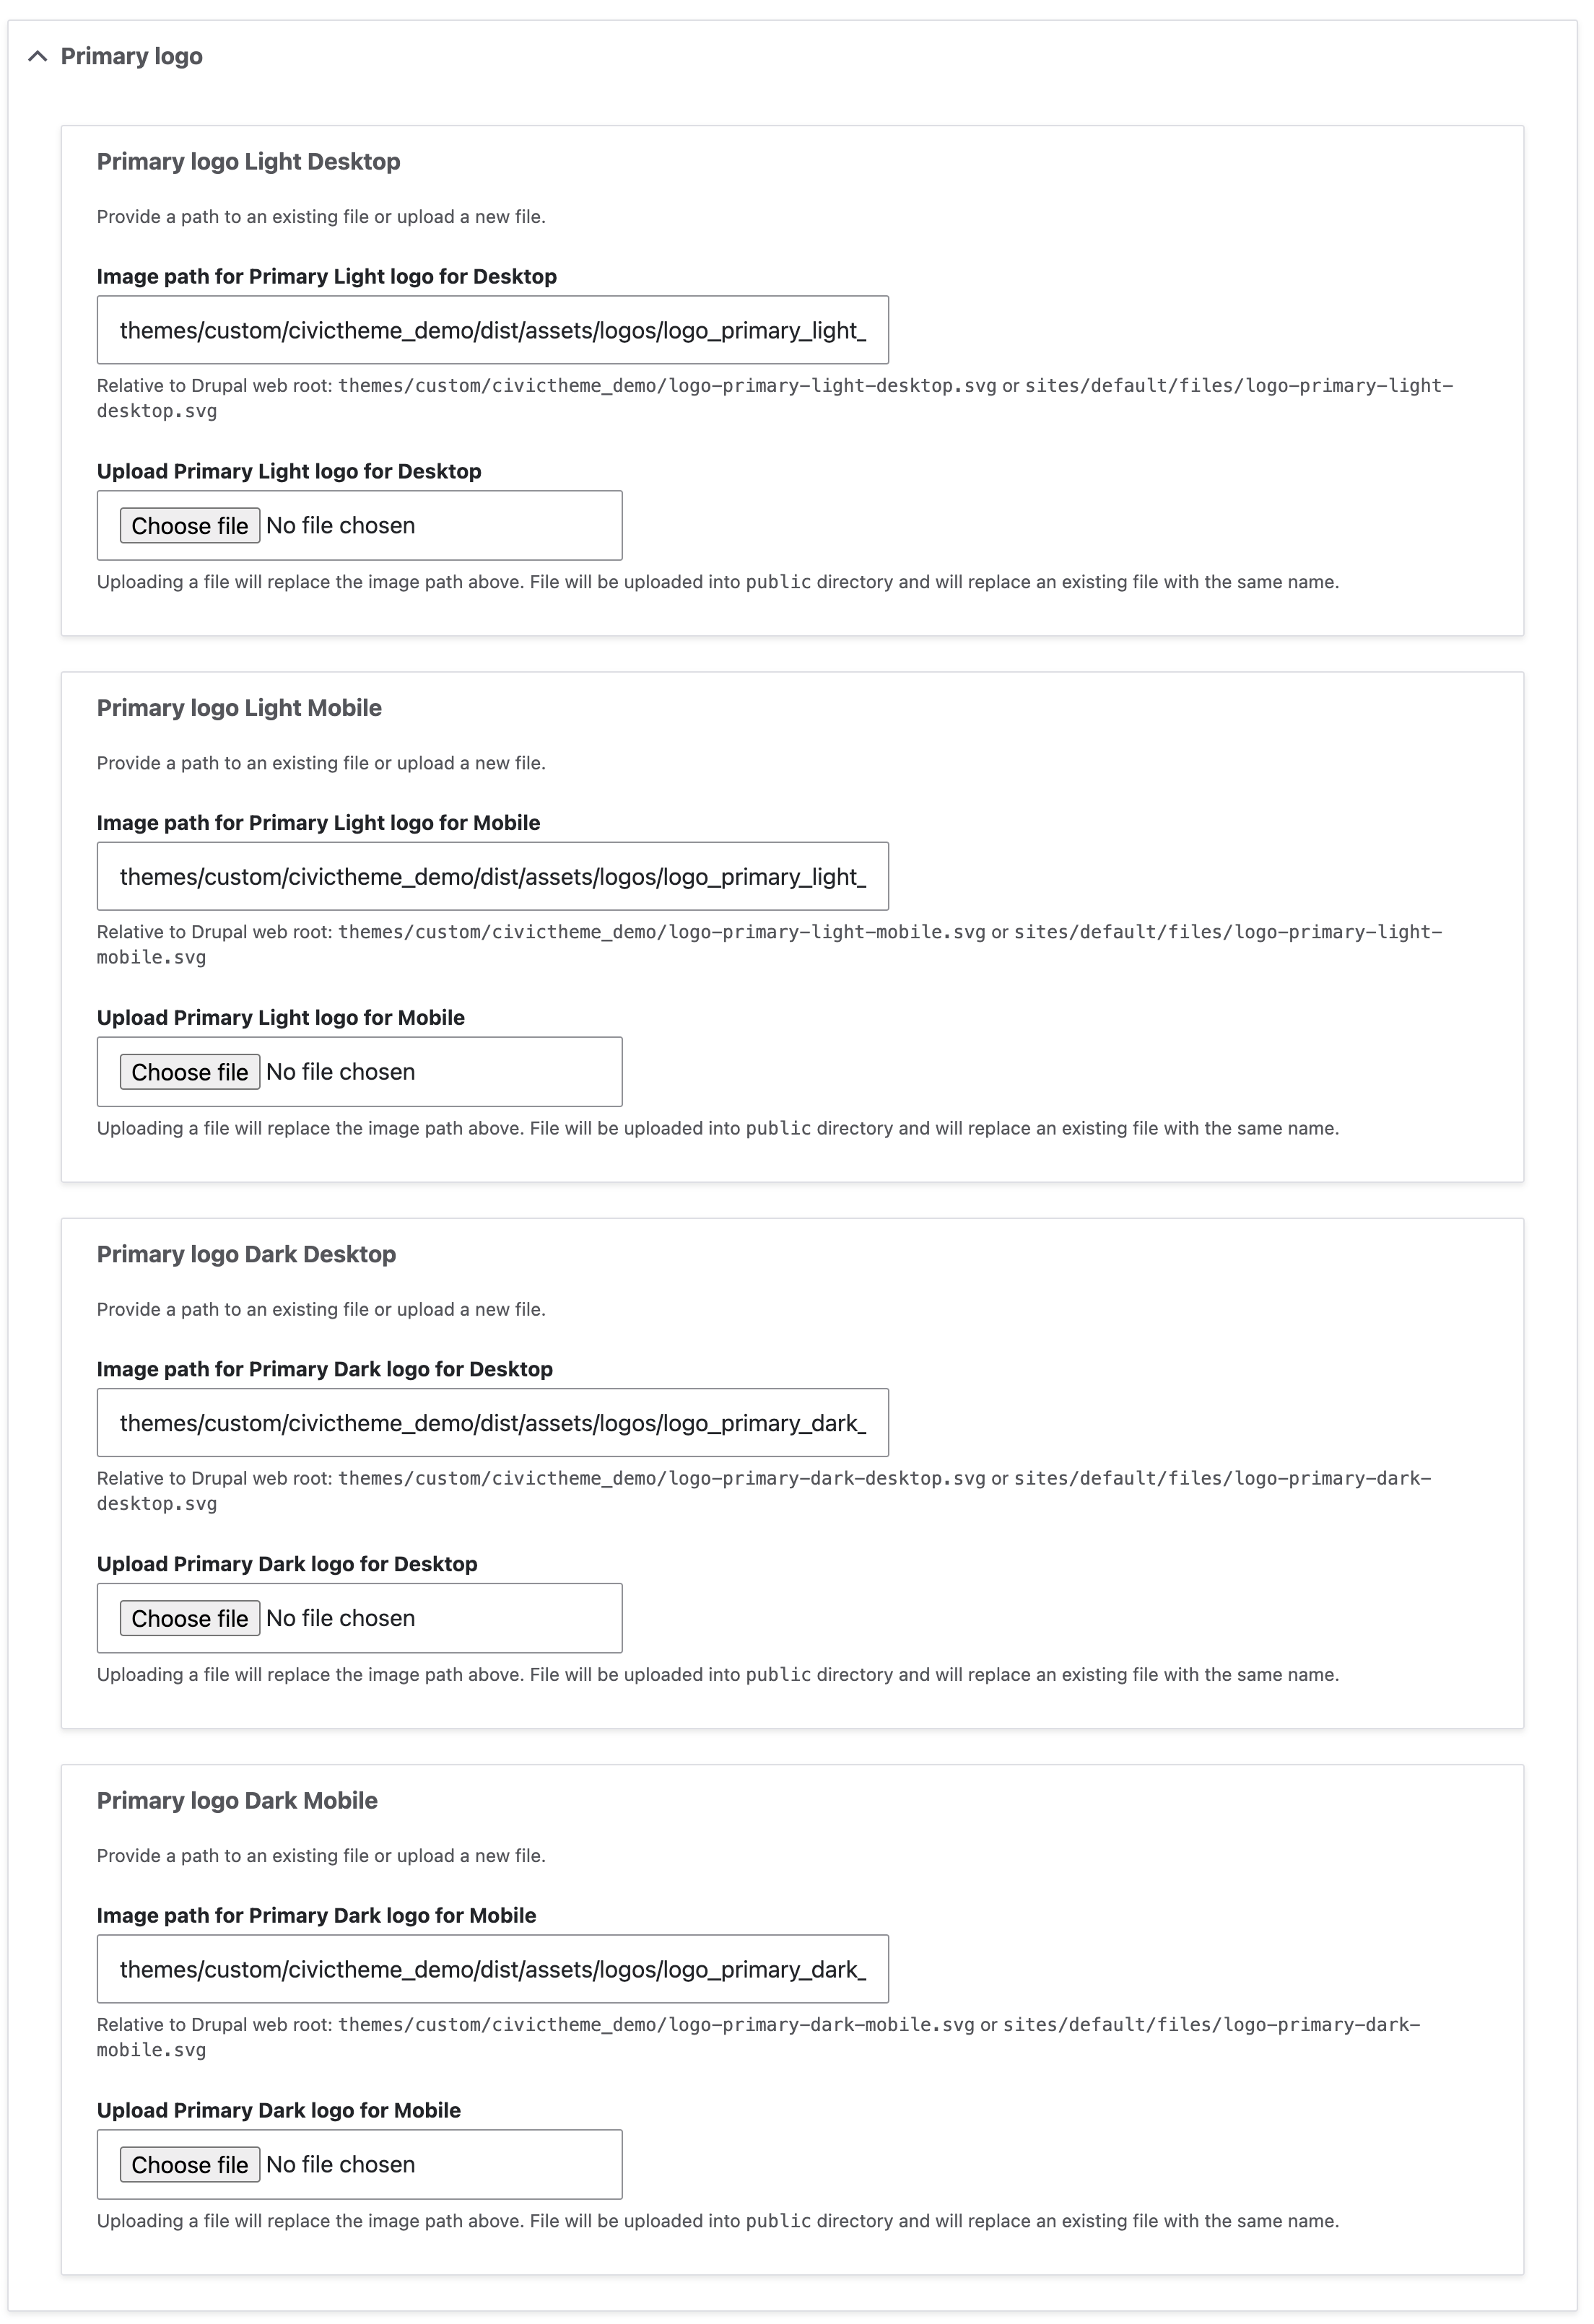 Primary logo
Primary logo Light Desktop
Provide a path to an existing file or upload a new file.
Image path for Primary Light logo for Desktop
themes/custom/civictheme_demo/dist/assets/logos/logo_primary_light_
Relative to Drupal web root: themes/custom/civictheme_demo/logo-primary-light-desktop.svg or sites/default/files/logo-primary-light-
desktop.svg
Upload Primary Light logo for Desktop
Choose file No file chosen
Uploading a file will replace the image path above. File will be uploaded into public directory and will replace an existing file with the same name.
Primary logo Light Mobile
Provide a path to an existing file or upload a new file.
Image path for Primary Light logo for Mobile
themes/custom/civictheme_demo/dist/assets/logos/logo_primary_light_
Relative to Drupal web root: themes/custom/civictheme_demo/logo-primary-light-mobile.svg or sites/default/files/logo-primary-light-
mobile.svg
Upload Primary Light logo for Mobile
Choose file No file chosen
Uploading a file will replace the image path above. File will be uploaded into public directory and will replace an existing file with the same name.
Primary logo Dark Desktop
Provide a path to an existing file or upload a new file.
Image path for Primary Dark logo for Desktop
themes/custom/civictheme_demo/dist/assets/logos/logo_primary_dark_
Relative to Drupal web root: themes/custom/civictheme_demo/logo-primary-dark-desktop.svg or sites/default/files/logo-primary-dark-
desktop.svg
Upload Primary Dark logo for Desktop
Choose file No file chosen
Uploading a file will replace the image path above. File will be uploaded into public directory and will replace an existing file with the same name.
Primary logo Dark Mobile
Provide a path to an existing file or upload a new file.
Image path for Primary Dark logo for Mobile
themes/custom/civictheme_demo/dist/assets/logos/logo_primary_dark_
Relative to Drupal web root: themes/custom/civictheme_demo/logo-primary-dark-mobile.svg or sites/default/files/logo-primary-dark-
mobile.svg
Upload Primary Dark logo for Mobile
Choose file No file chosen
Uploading a file will replace the image path above. File will be uploaded into public directory and will replace an existing file with the same name.